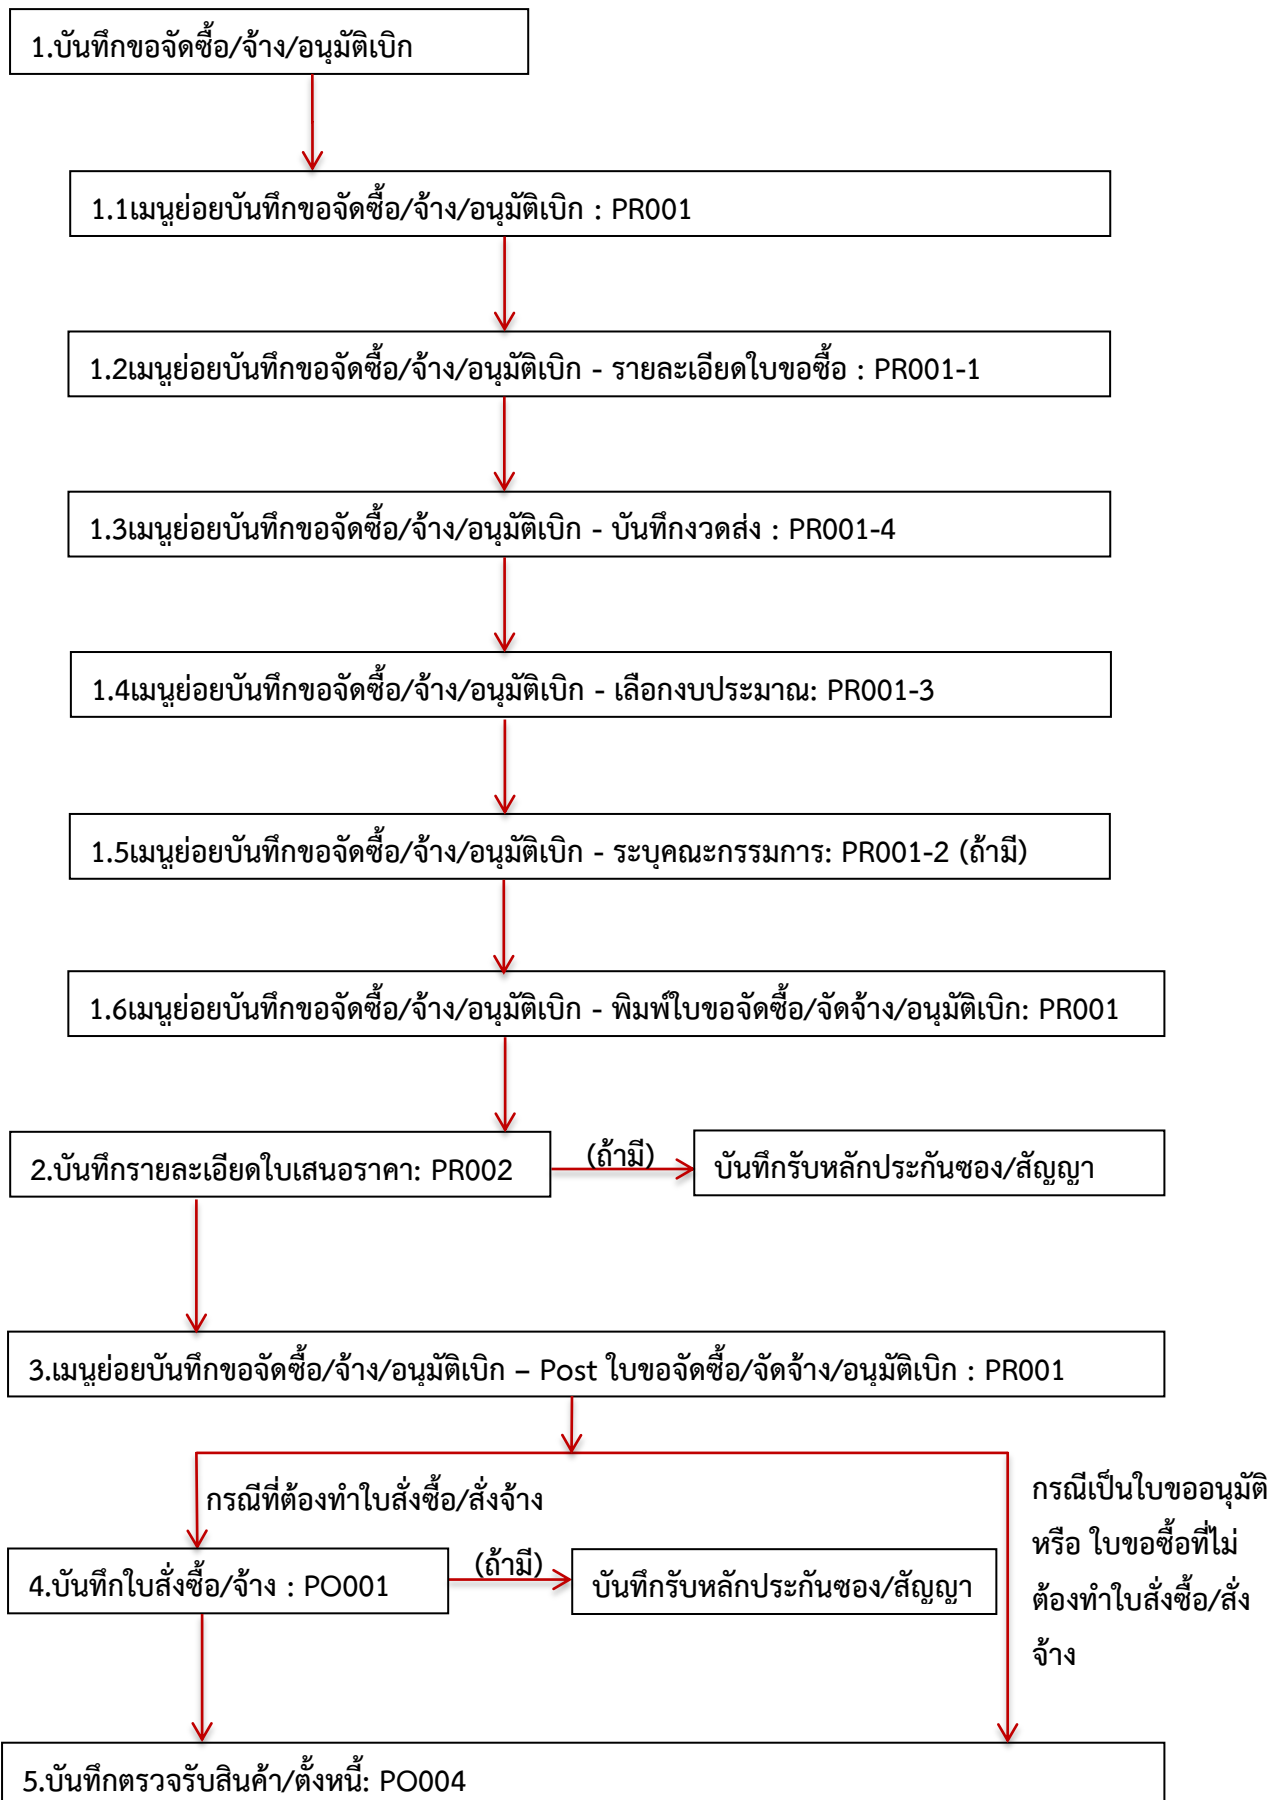 1.บันทึกขอจัดซื้อ/จ้าง/อนุมัติเบิก
1.1เมนูย่อยบันทึกขอจัดซื้อ/จ้าง/อนุมัติเบิก : PR001
1.2เมนูย่อยบันทึกขอจัดซื้อ/จ้าง/อนุมัติเบิก - รายละเอียดใบขอซื้อ : PR001-1
1.3เมนูย่อยบันทึกขอจัดซื้อ/จ้าง/อนุมัติเบิก - บันทึกงวดส่ง : PR001-4
1.4เมนูย่อยบันทึกขอจัดซื้อ/จ้าง/อนุมัติเบิก - เลือกงบประมาณ: PR001-3
1.5เมนูย่อยบันทึกขอจัดซื้อ/จ้าง/อนุมัติเบิก - ระบุคณะกรรมการ: PR001-2 (ถ้ามี)
1.6เมนูย่อยบันทึกขอจัดซื้อ/จ้าง/อนุมัติเบิก - พิมพ์ใบขอจัดซื้อ/จัดจ้าง/อนุมัติเบิก: PR001
2.บันทึกรายละเอียดใบเสนอราคา: PR002
(ถ้ามี)
บันทึกรับหลักประกันซอง/สัญญา
3.เมนูย่อยบันทึกขอจัดซื้อ/จ้าง/อนุมัติเบิก – Post ใบขอจัดซื้อ/จัดจ้าง/อนุมัติเบิก : PR001
กรณีที่ต้องทำใบสั่งซื้อ/สั่งจ้าง
4.บันทึกใบสั่งซื้อ/จ้าง : PO001
(ถ้ามี)
บันทึกรับหลักประกันซอง/สัญญา
กรณีเป็นใบขออนุมัติ
หรือ ใบขอซื้อที่ไม่
ต้องทำใบสั่งซื้อ/สั่ง
จ้าง
5.บันทึกตรวจรับสินค้า/ตั้งหนี้: PO004